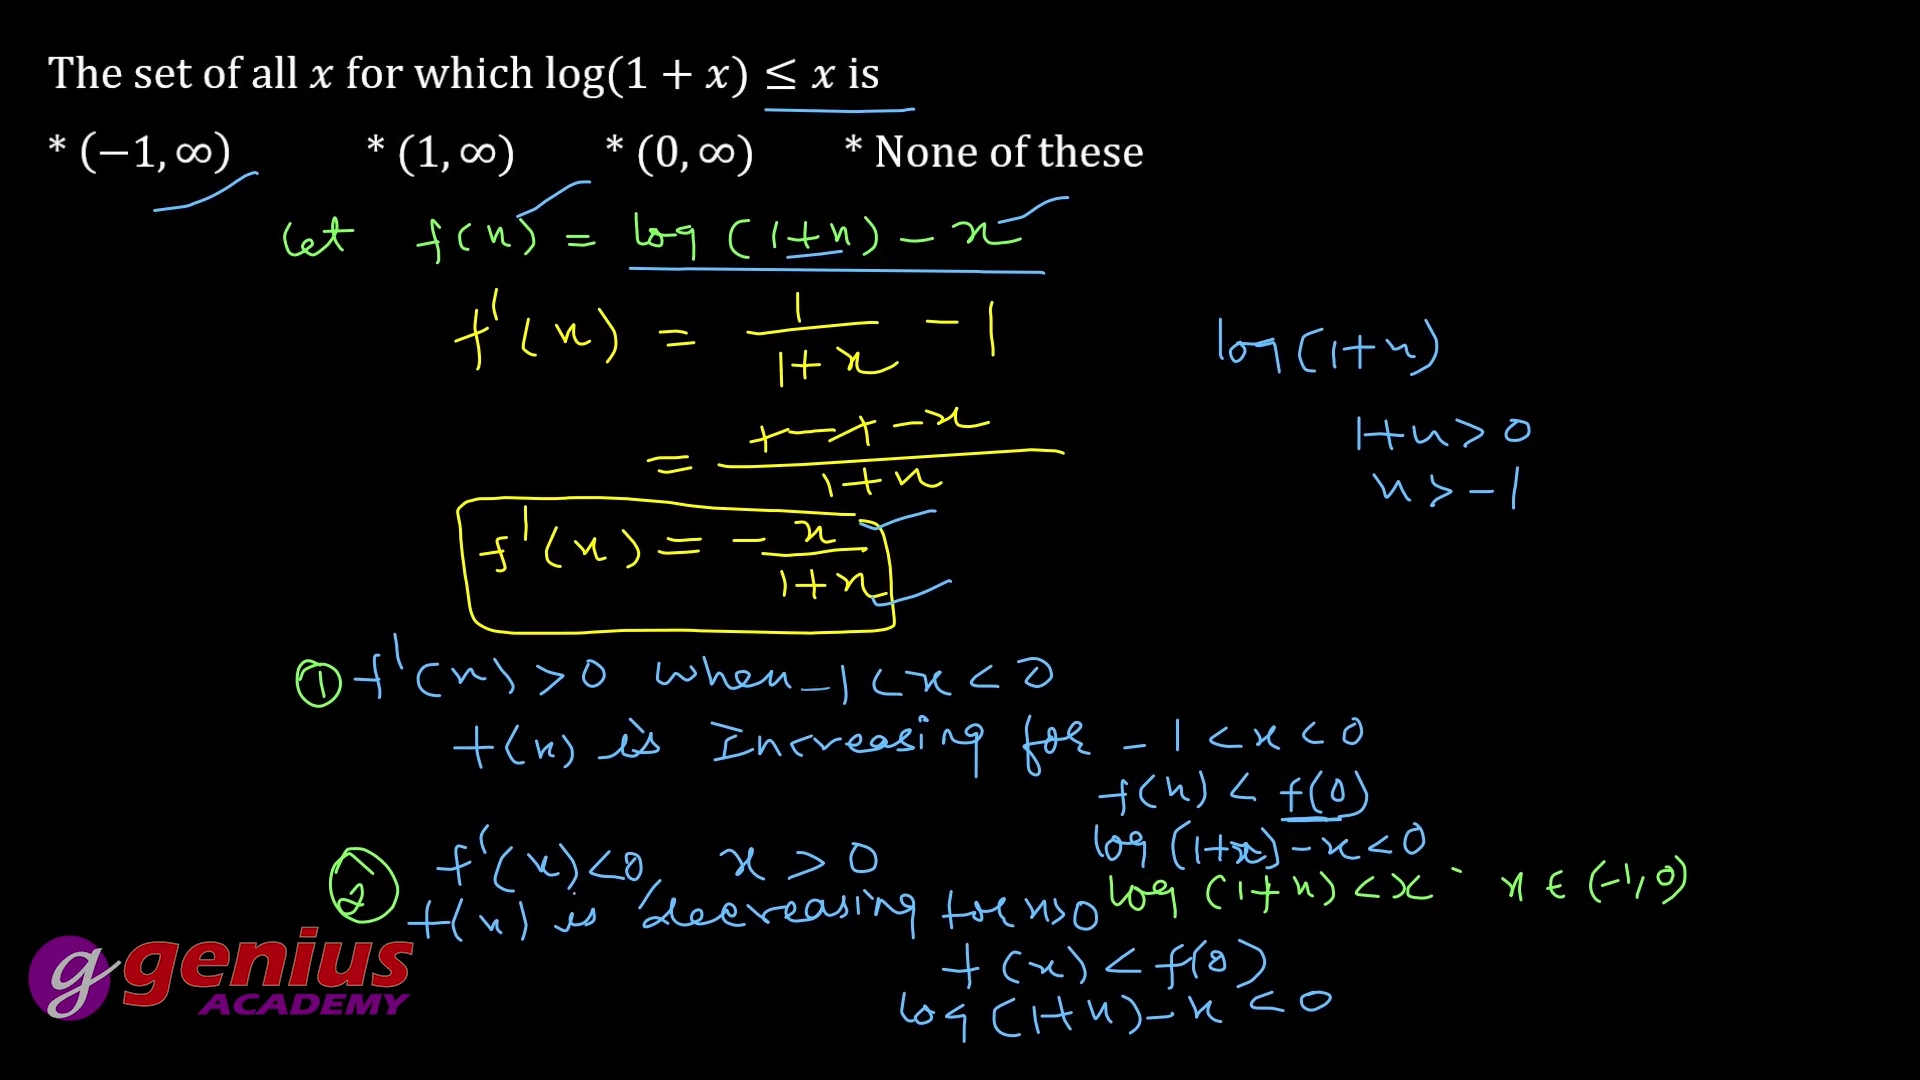 The set of all x for which log(1 + x) ≤ x is
* (−1, ∞) * (1, ∞) * (0, ∞) * None of these
let f(x) = log (1+x) − x
f'(x) = 1/(1+x) − 1
log (1+x)
1+x > 0
x > −1
= (1 − 1 − x)/(1+x)
f'(x) = − x/(1+x)
① f'(x) > 0 when −1 < x < 0
f(x) is Increasing for −1 < x < 0
f(x) < f(0)
log (1+x) − x < 0
log (1+x) < x x ∈ (−1, 0)
② f'(x) < 0, x > 0
f(x) is decreasing for x>0
f(x) < f(0)
log (1+x) − x < 0
g genius
ACADEMY